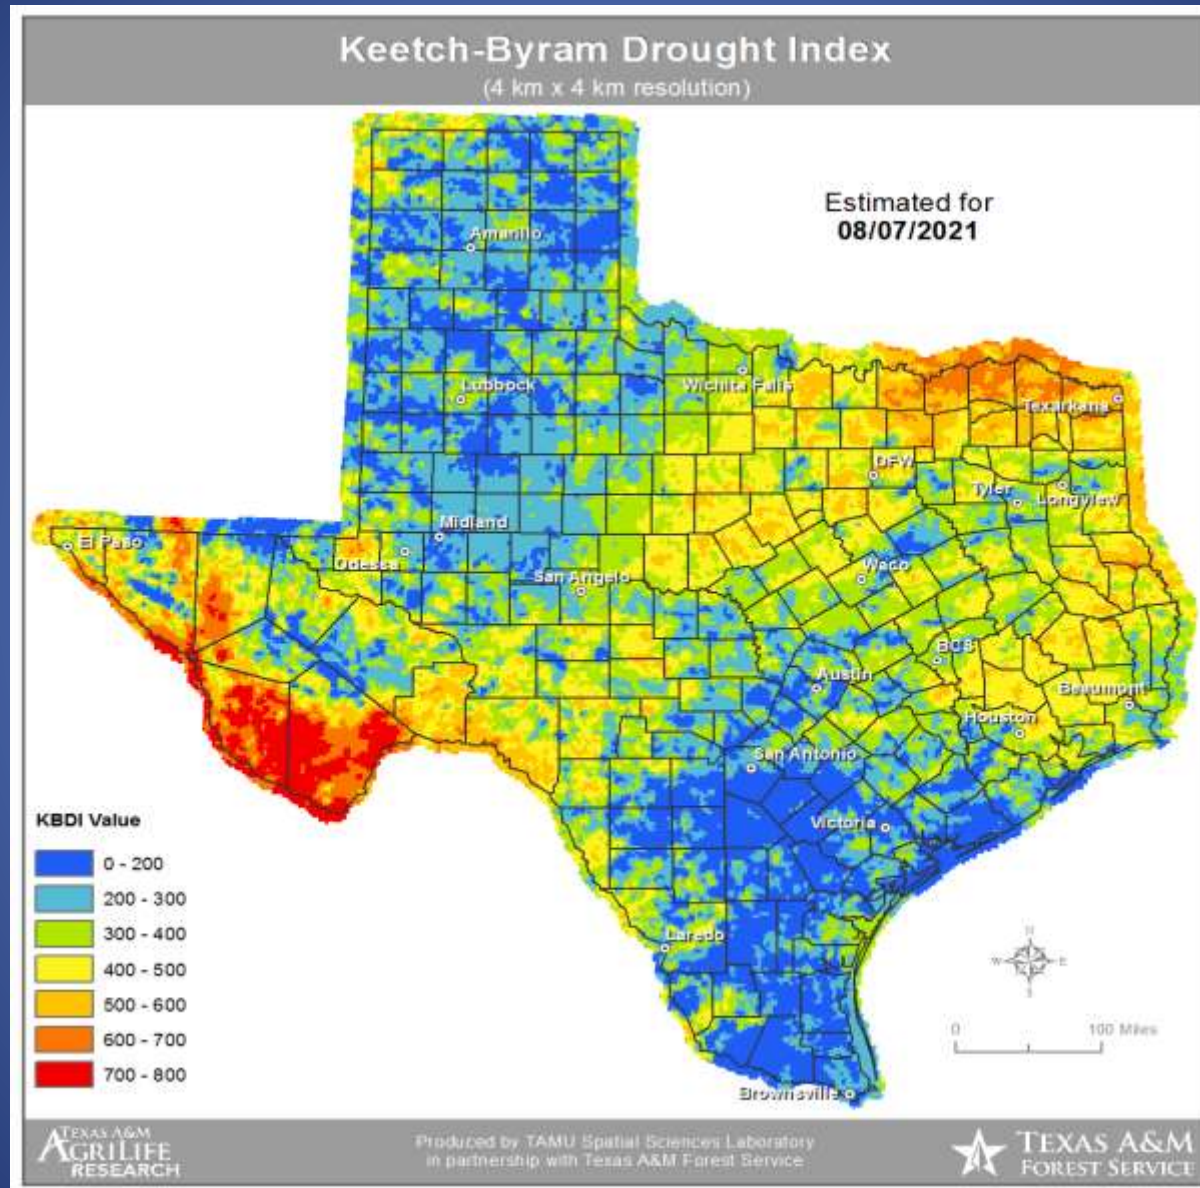 Keetch-Byram Drought Index
(4 km x 4 km resolution)
Estimated for
08/07/2021
Amarillo
Lubbock
Wichita Falls
Texarkana
DFW
Tyler
Longview
Midland
El Paso
Odessa
San Angelo
Waco
BCS
Austin
Beaumont
Houston
San Antonio
Victoria
KBDI Value
0 - 200
200 - 300
300 - 400
400 - 500
500 - 600
600 - 700
700 - 800
Laredo
N
W E
S
0 100 Miles
Brownsville
TEXAS A&M
AGRILIFE
RESEARCH
Produced by TAMU Spatial Sciences Laboratory
in partnership with Texas A&M Forest Service
TEXAS A&M
FOREST SERVICE